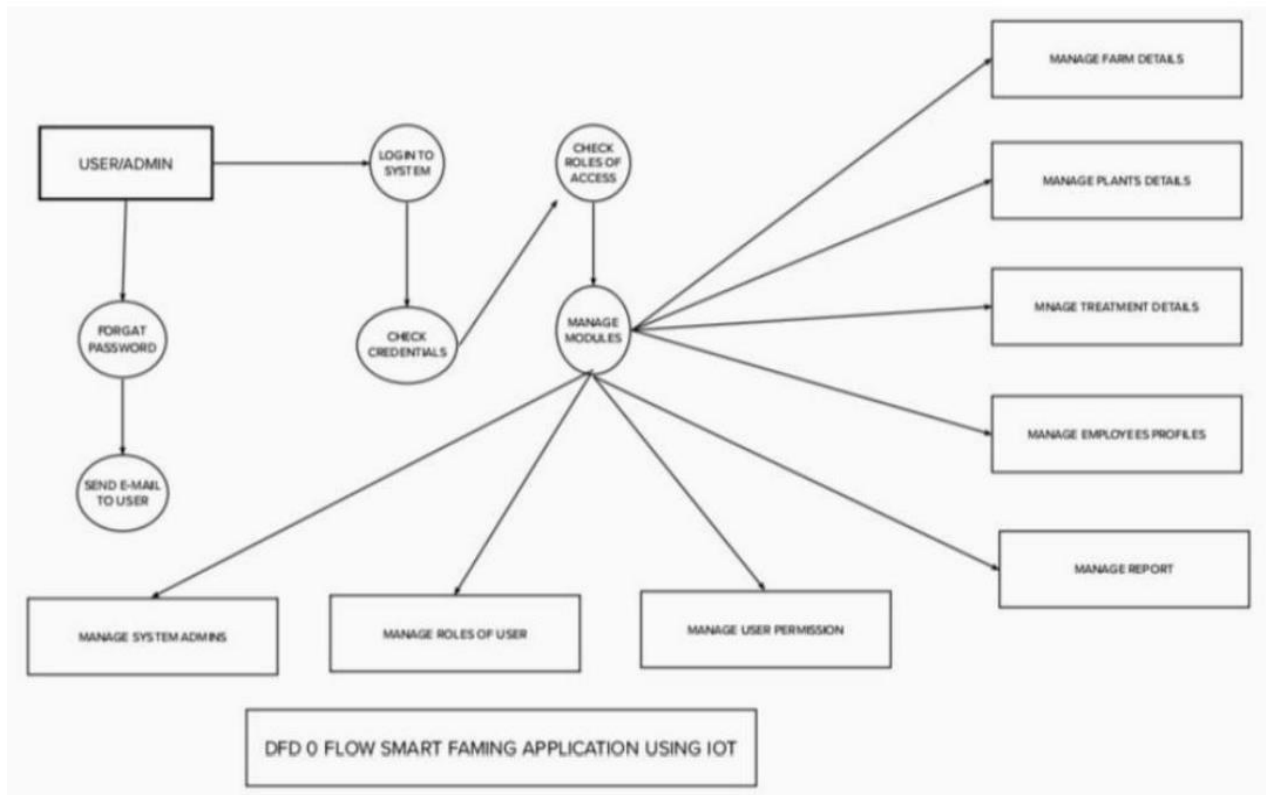 MANAGE FARM DETAILS
USER/ADMIN
LOGIN TO
SYSTEM
CHECK
ROLES OF
ACCESS
MANAGE PLANTS DETAILS
MNAGE TREATMENT DETAILS
FORGAT
PASSWORD
CHECK
CREDENTIALS
MANAGE
MODULES
MANAGE EMPLOYEES PROFILES
SEND E-MAIL
TO USER
MANAGE REPORT
MANAGE SYSTEM ADMINS
MANAGE ROLES OF USER
MANAGE USER PERMISSION
DFD 0 FLOW SMART FAMING APPLICATION USING IOT